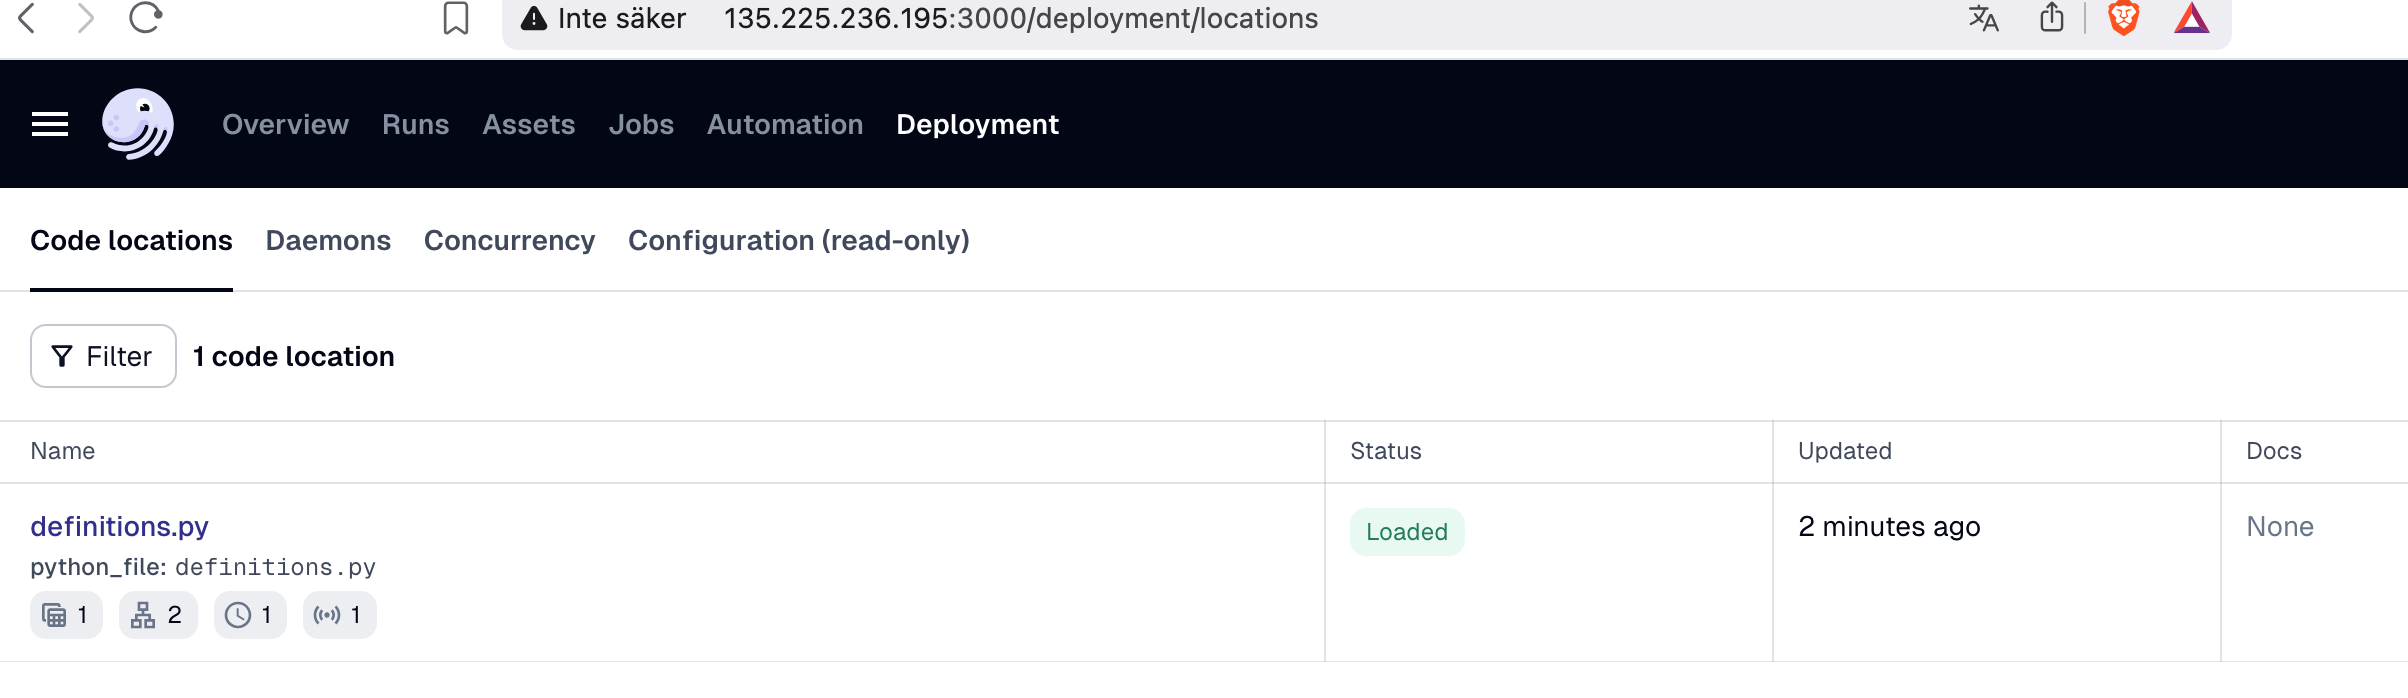 Inte säker 135.225.236.195:3000/deployment/locations
Overview Runs Assets Jobs Automation Deployment
Code locations Daemons Concurrency Configuration (read-only)
Filter 1 code location
Name Status Updated Docs
definitions.py Loaded 2 minutes ago None
python_file: definitions.py
1 2 1 1